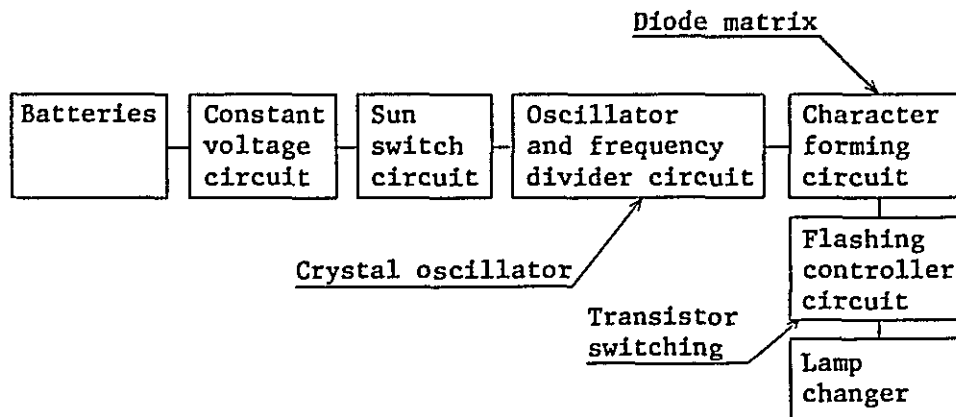 Diode matrix
Batteries
Constant
voltage
circuit
Sun
switch
circuit
Oscillator
and frequency
divider circuit
Character
forming
circuit
Crystal oscillator
Flashing
controller
circuit
Transistor
switching
Lamp
changer